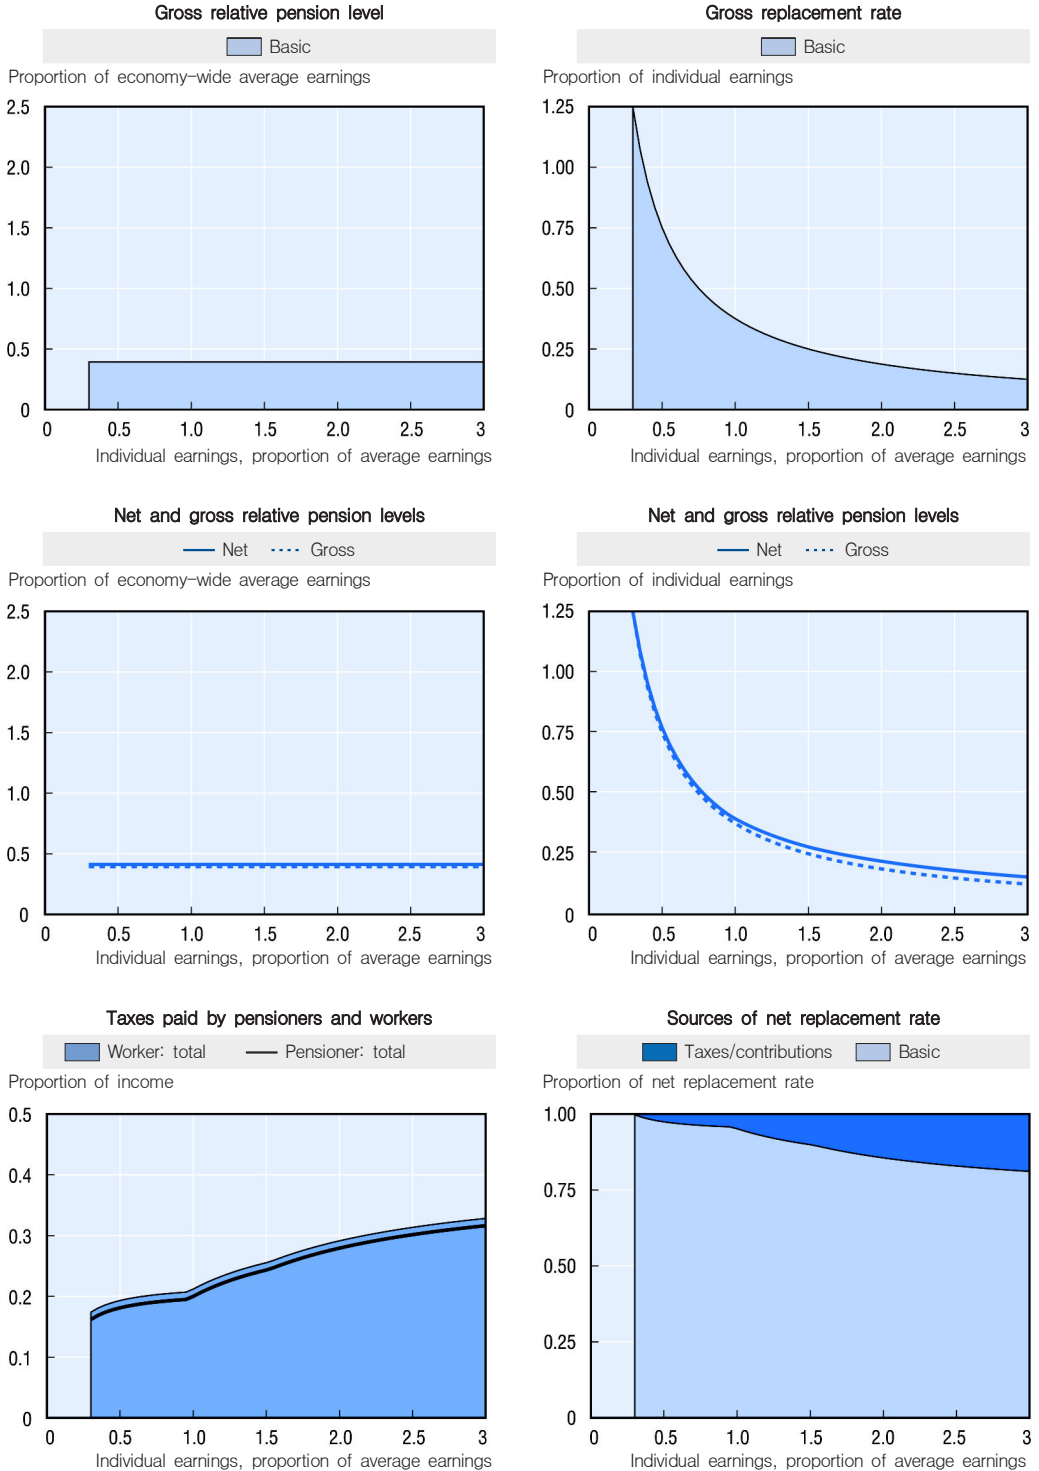 Gross relative pension level
Basic
Proportion of economy-wide average earnings
2.5
2.0
1.5
1.0
0.5
0
0 0.5 1.0 1.5 2.0 2.5 3
Individual earnings, proportion of average earnings
Gross replacement rate
Basic
Proportion of individual earnings
1.25
1.00
0.75
0.50
0.25
0
0 0.5 1.0 1.5 2.0 2.5 3
Individual earnings, proportion of average earnings
Net and gross relative pension levels
Net Gross
Proportion of economy-wide average earnings
2.5
2.0
1.5
1.0
0.5
0
0 0.5 1.0 1.5 2.0 2.5 3
Individual earnings, proportion of average earnings
Net and gross relative pension levels
Net Gross
Proportion of individual earnings
1.25
1.00
0.75
0.50
0.25
0
0 0.5 1.0 1.5 2.0 2.5 3
Individual earnings, proportion of average earnings
Taxes paid by pensioners and workers
Worker: total Pensioner: total
Proportion of income
0.5
0.4
0.3
0.2
0.1
0
0 0.5 1.0 1.5 2.0 2.5 3
Individual earnings, proportion of average earnings
Sources of net replacement rate
Taxes/contributions Basic
Proportion of net replacement rate
1.00
0.75
0.50
0.25
0
0 0.5 1.0 1.5 2.0 2.5 3
Individual earnings, proportion of average earnings